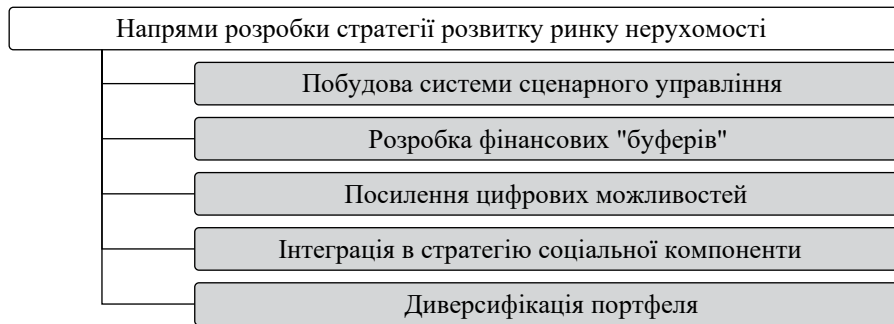 Напрями розробки стратегії розвитку ринку нерухомості
Побудова системи сценарного управління
Розробка фінансових "буферів"
Посилення цифрових можливостей
Інтеграція в стратегію соціальної компоненти
Диверсифікація портфеля